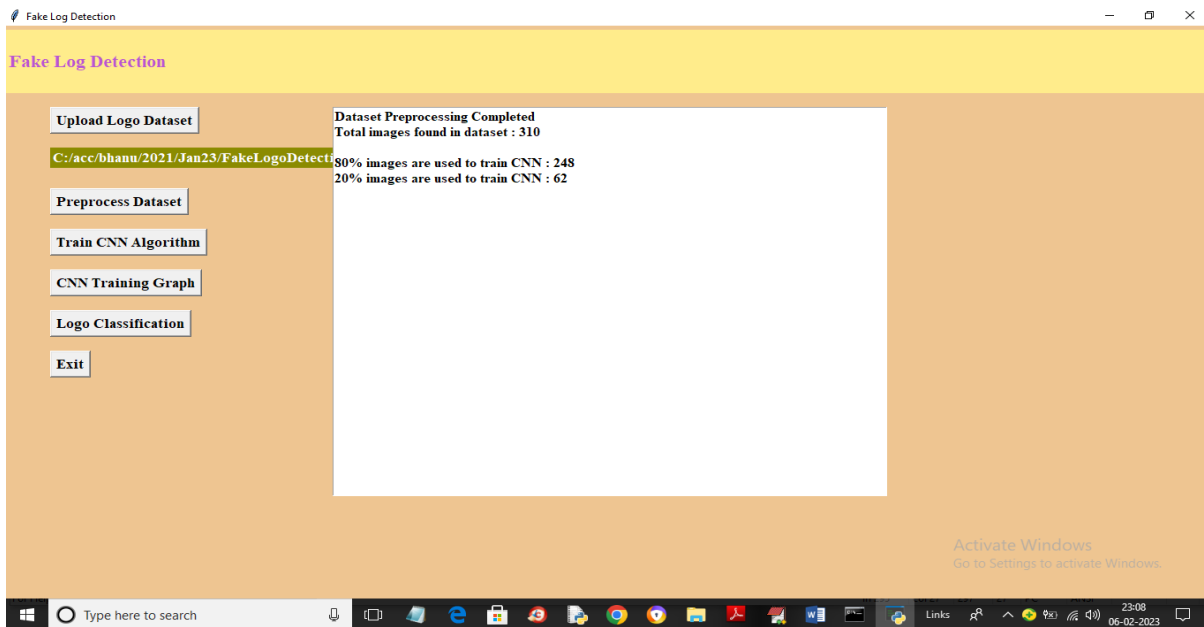 Fake Log Detection
Fake Log Detection
Upload Logo Dataset
C:/acc/bhanu/2021/Jan23/FakeLogoDetecti
Preprocess Dataset
Train CNN Algorithm
CNN Training Graph
Logo Classification
Exit
Dataset Preprocessing Completed
Total images found in dataset : 310
80% images are used to train CNN : 248
20% images are used to train CNN : 62
Activate Windows
Go to Settings to activate Windows.
Type here to search
Links
23:08
06-02-2023